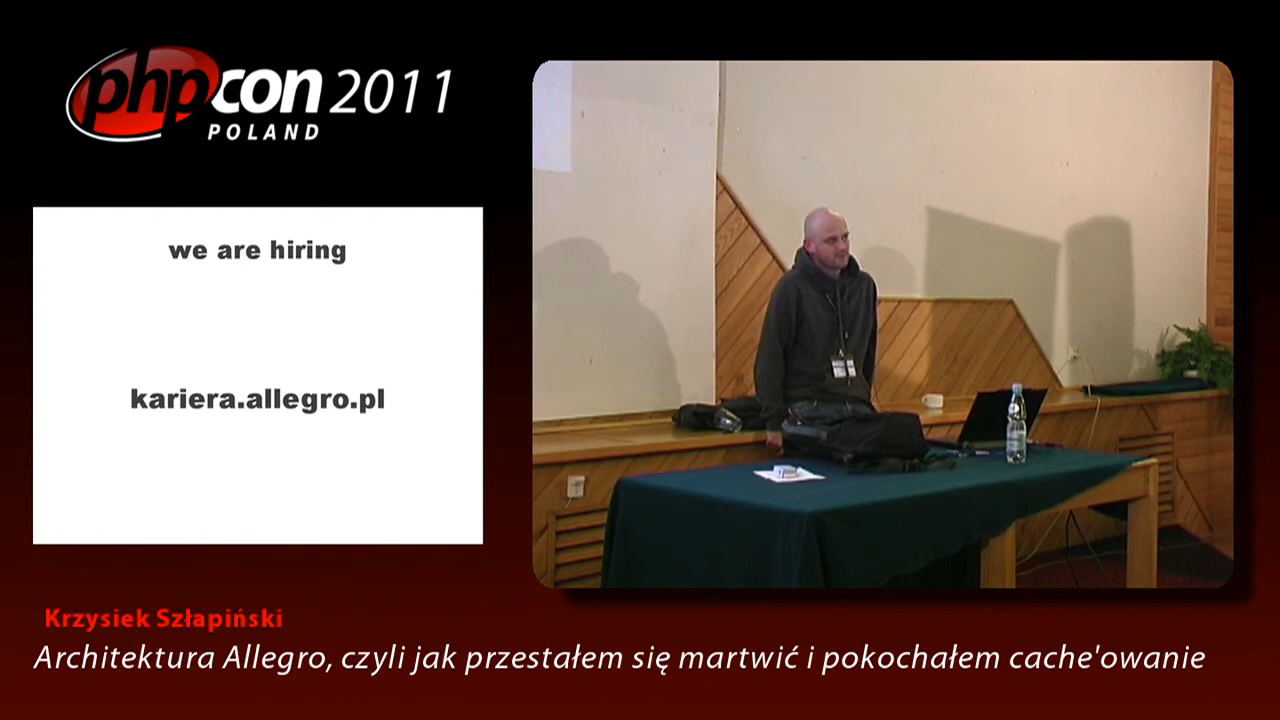 phpcon 2011
POLAND
we are hiring
kariera.allegro.pl
Krzysiek Szłapiński
Architektura Allegro, czyli jak przestałem się martwić i pokochałem cache'owanie